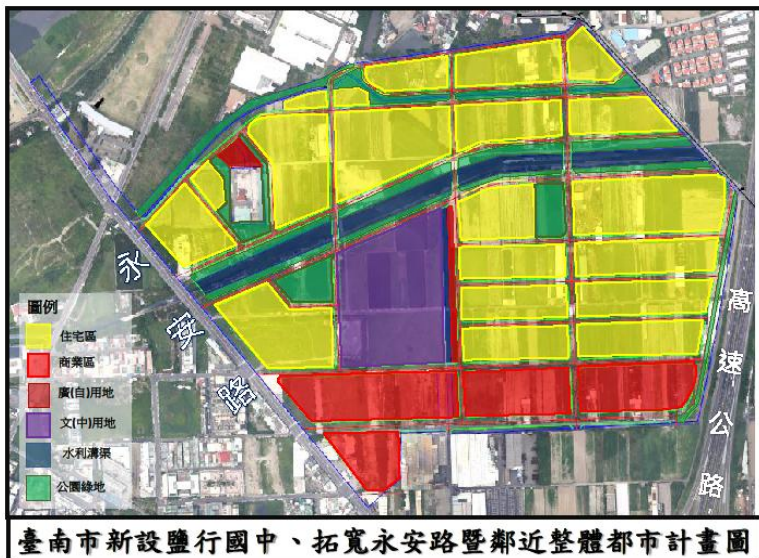 永安路
高速公路
圖例
住宅區
商業區
廣(自)用地
文(中)用地
水利溝渠
公園綠地
臺南市新設鹽行國中、拓寬永安路暨鄰近整體都市計畫圖